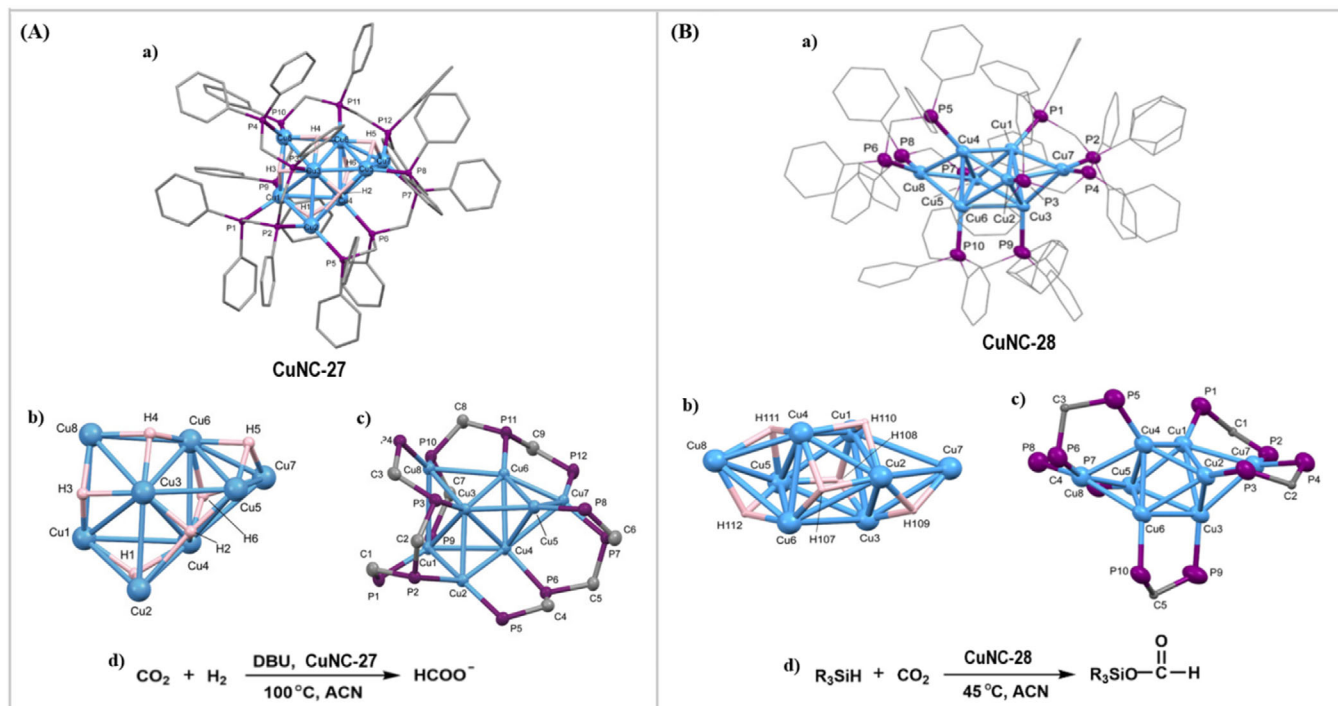 (A)
a)
P11
P10
P4
P12
H4
H5
P3
H6
P8
H3
H2
P9
P7
H1
P1
P2
P6
P5
CuNC-27
b)
H4
Cu6
Cu8
H5
Cu7
Cu3
H3
Cu5
Cu1
H2
H6
H1
Cu4
Cu2
c)
C8
P11
P4
P10
C9
Cu8
Cu6
P12
C3
C7
Cu3
Cu7
P8
P3
C6
C2
P9
Cu5
P7
C1
Cu1
Cu4
P6
Cu2
P1
P2
C5
C4
P5
d)
CO2 + H2
DBU, CuNC-27
100 °C, ACN
HCOO−
(B)
a)
P5
P1
Cu1
Cu4
P2
P6
P8
Cu7
P7
Cu8
P4
Cu5
P3
Cu6
Cu2
Cu3
P10
P9
CuNC-28
b)
Cu4
Cu1
H111
H110
H108
Cu8
Cu7
Cu5
Cu2
H112
H109
Cu6
H107
Cu3
c)
P5
P1
C3
C1
Cu4
Cu1
P2
P8
P6
P7
Cu7
Cu5
Cu2
P4
C4
P3
C2
Cu8
Cu6
Cu3
P10
P9
C5
d)
R3SiH + CO2
CuNC-28
45 °C, ACN
O
R3SiO−C−H